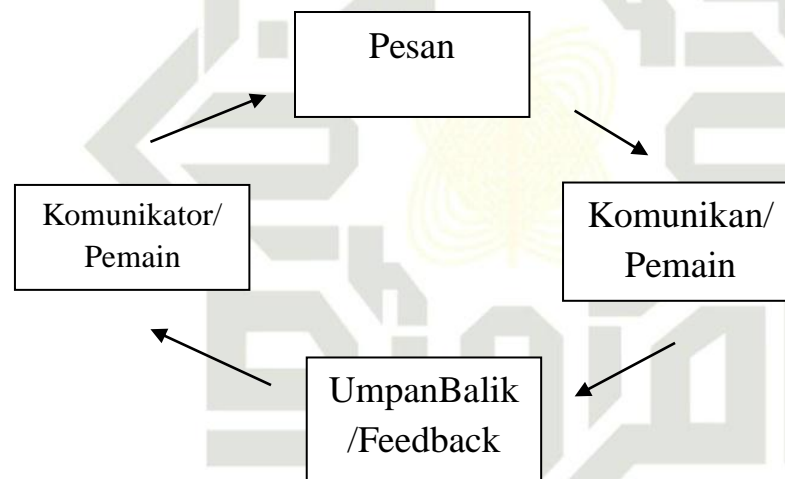 Pesan
Komunikator/
Pemain
Komunikan/
Pemain
UmpanBalik
/Feedback